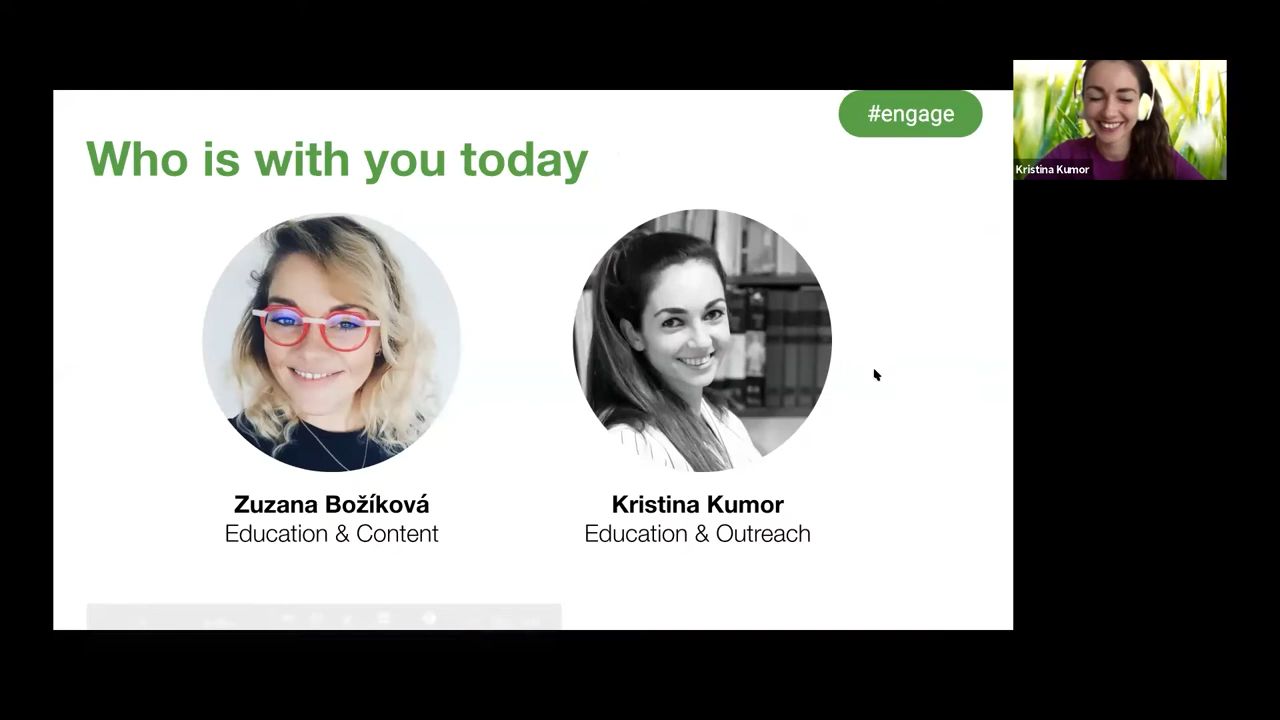 #engage
Who is with you today
Zuzana Božíková
Education & Content
Kristina Kumor
Education & Outreach
Kristina Kumor